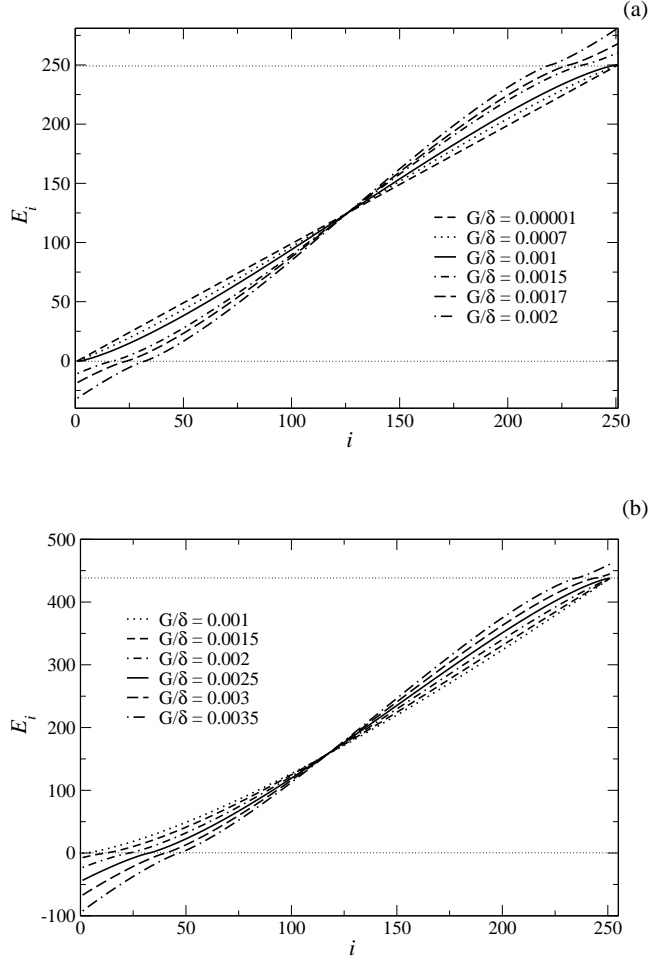 (a)
250
200
150
100
50
0
E_i
G/δ = 0.00001
G/δ = 0.0007
G/δ = 0.001
G/δ = 0.0015
G/δ = 0.0017
G/δ = 0.002
0 50 100 150 200 250
i
(b)
500
400
300
200
100
0
-100
E_i
G/δ = 0.001
G/δ = 0.0015
G/δ = 0.002
G/δ = 0.0025
G/δ = 0.003
G/δ = 0.0035
0 50 100 150 200 250
i